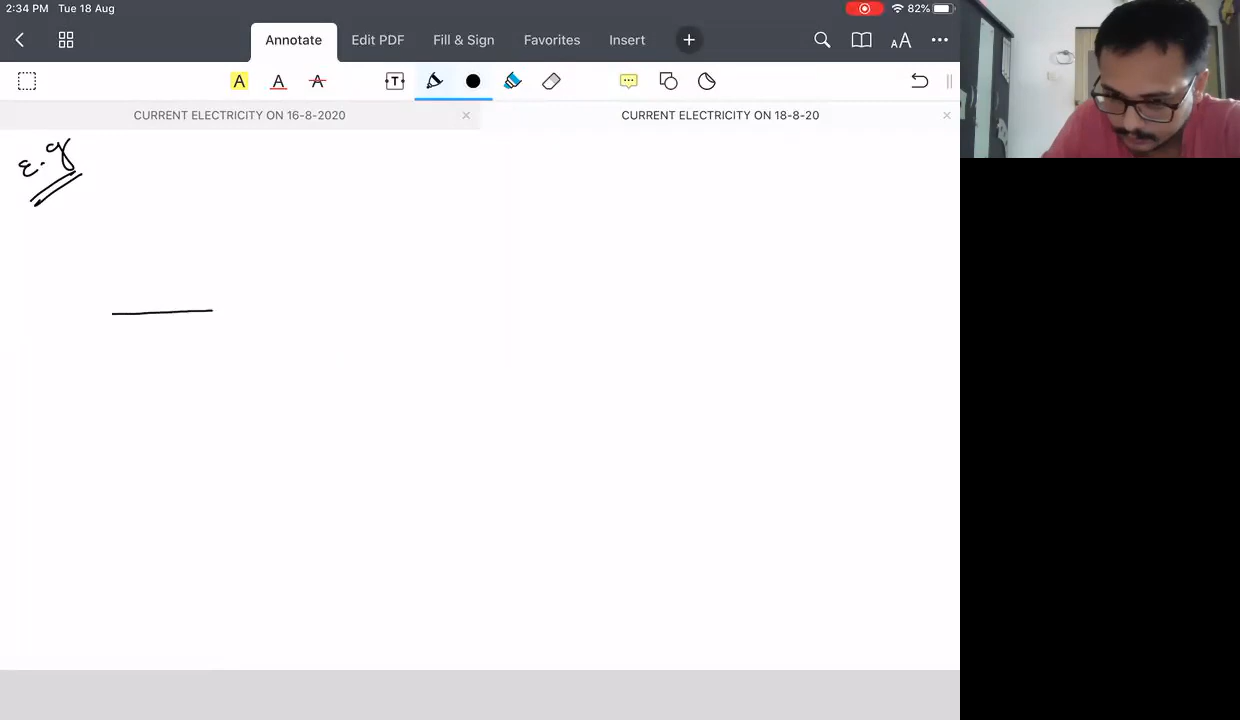 2:34 PM Tue 18 Aug 82%
Annotate Edit PDF Fill & Sign Favorites Insert AA
A A A T
CURRENT ELECTRICITY ON 16-8-2020 CURRENT ELECTRICITY ON 18-8-20
E.g